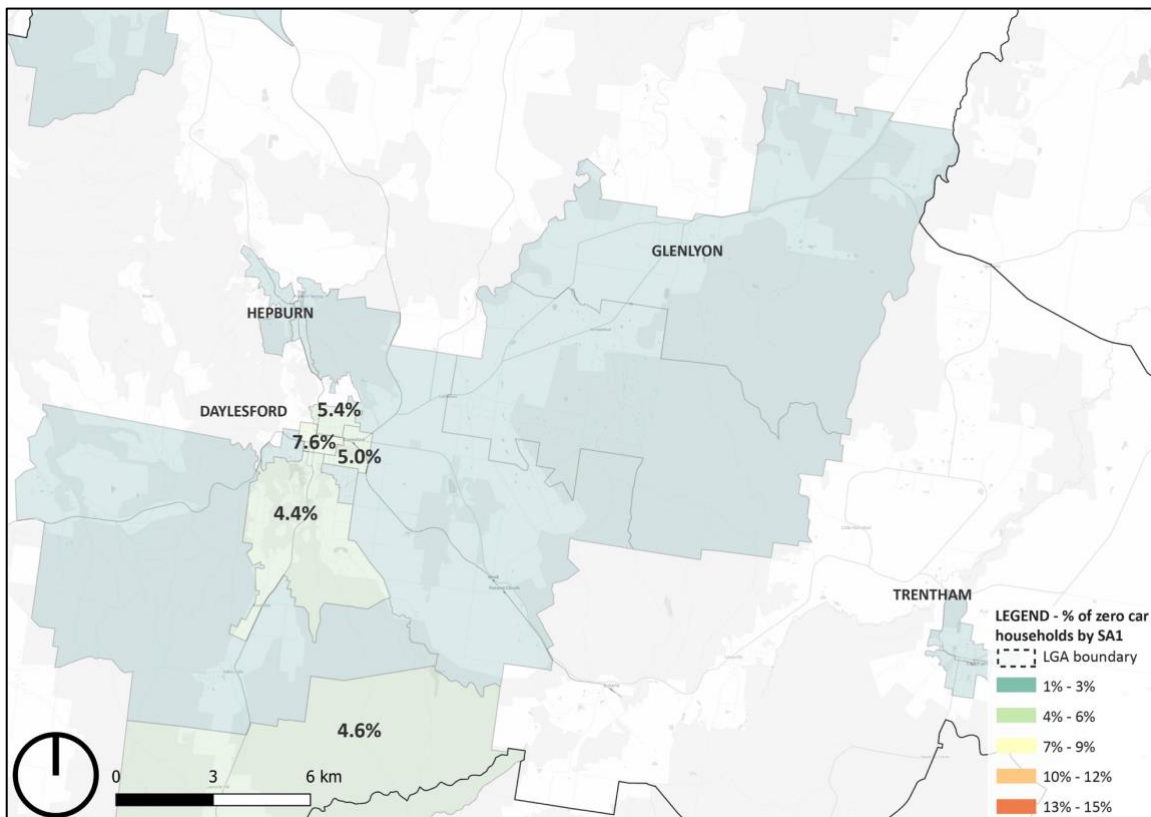 GLENLYON
HEPBURN
DAYLESFORD
5.4%
7.6%
5.0%
4.4%
TRENTHAM
4.6%
0 3 6 km
LEGEND - % of zero car
households by SA1
LGA boundary
1% - 3%
4% - 6%
7% - 9%
10% - 12%
13% - 15%